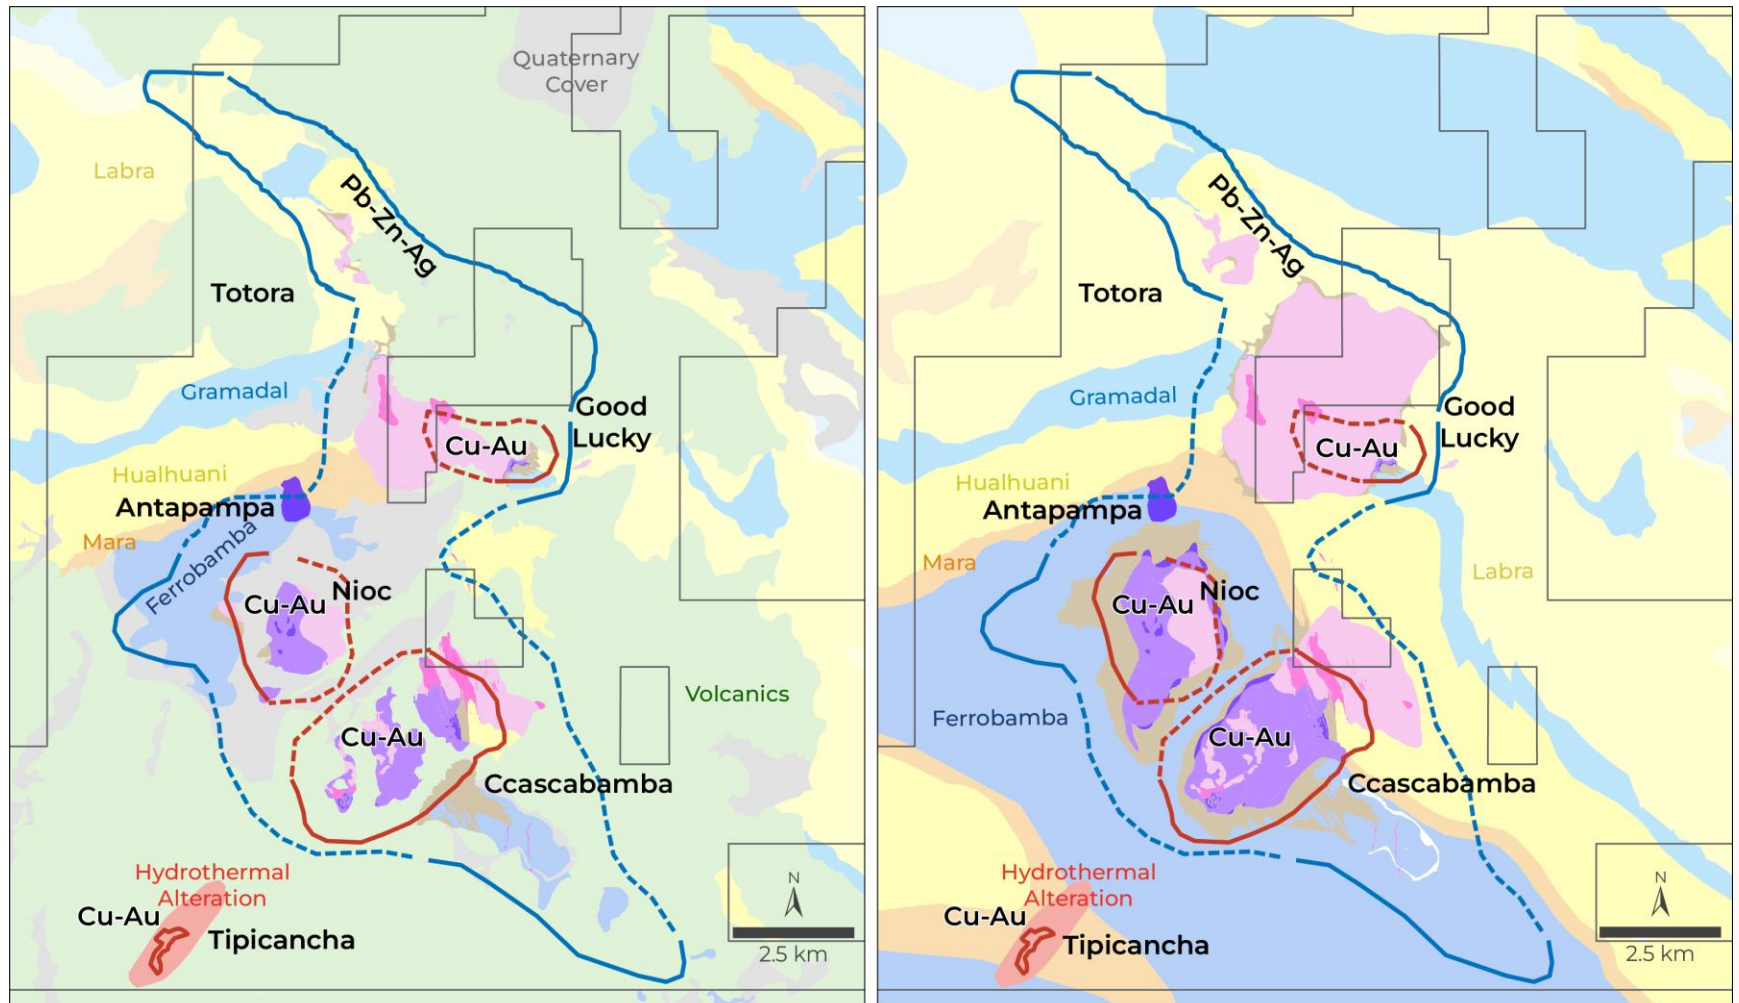 Quaternary
Cover
Labra
Pb-Zn-Ag
Totora
Gramadal
Good
Lucky
Cu-Au
Hualhuani
Antapampa
Mara
Ferrobamba
Cu-Au
Nioc
Volcanics
Cu-Au
Ccascabamba
Hydrothermal
Alteration
Cu-Au
Tipicancha
N
2.5 km
Pb-Zn-Ag
Totora
Gramadal
Good
Lucky
Cu-Au
Hualhuani
Antapampa
Mara
Labra
Cu-Au
Nioc
Ferrobamba
Cu-Au
Ccascabamba
Hydrothermal
Alteration
Cu-Au
Tipicancha
N
2.5 km